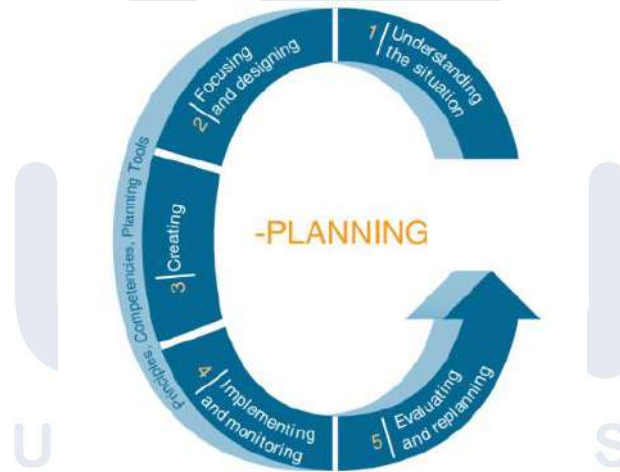 1 Understanding
the situation
2 Focusing
and designing
3 Creating
4 Implementing
and monitoring
5 Evaluating
and replanning
Principles, Competencies, Planning Tools
C-PLANNING
U
S